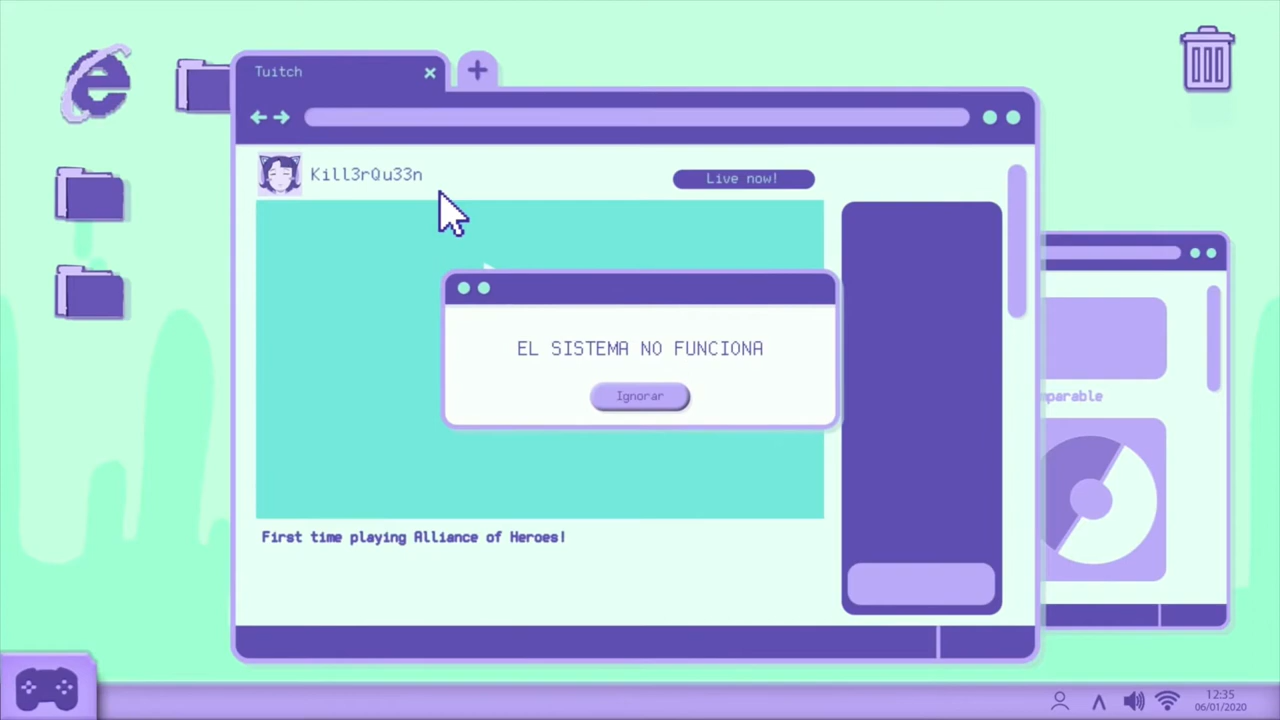 Tuitch
Kill3rQu33n
Live now!
EL SISTEMA NO FUNCIONA
Ignorar
mparable
First time playing Alliance of Heroes!
12:35
06/01/2020